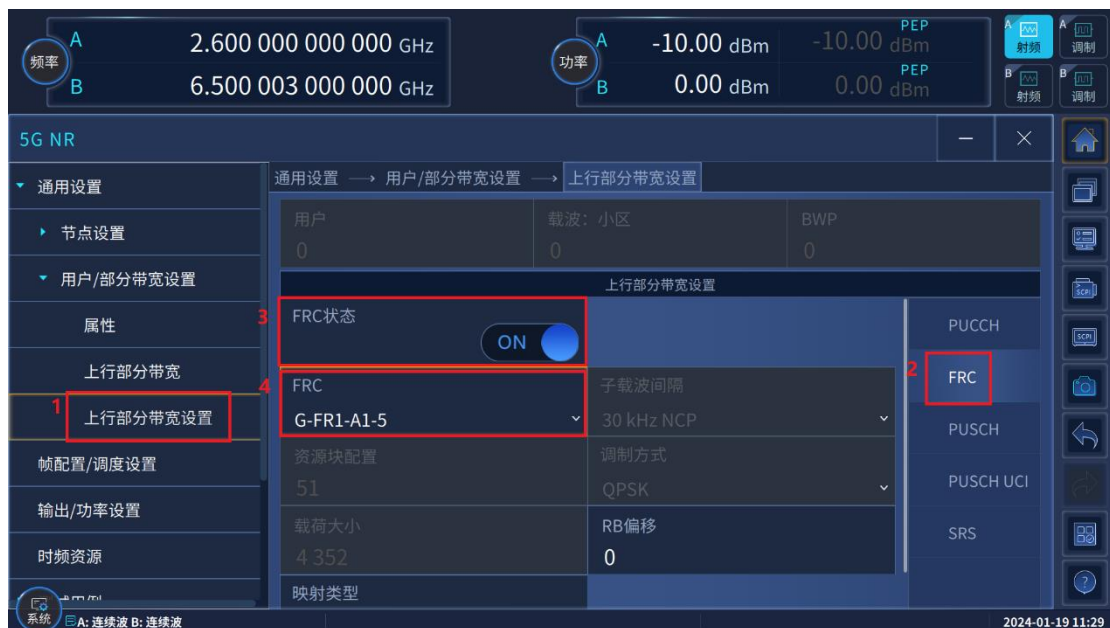 频率
A 2.600 000 000 000 GHz
B 6.500 003 000 000 GHz
功率
A -10.00 dBm PEP -10.00 dBm
B 0.00 dBm PEP 0.00 dBm
A 射频
A 调制
B 射频
B 调制
5G NR
通用设置
节点设置
用户/部分带宽设置
属性
上行部分带宽
1 上行部分带宽设置
帧配置/调度设置
输出/功率设置
时频资源
通用设置 → 用户/部分带宽设置 → 上行部分带宽设置
用户 载波: 小区 BWP
0 0 0
上行部分带宽设置
3 FRC状态
ON
4 FRC 子载波间隔
G-FR1-A1-5 30 kHz NCP
资源块配置 调制方式
51 QPSK
载荷大小 RB偏移
4 352 0
映射类型
PUCCH
2 FRC
PUSCH
PUSCH UCI
SRS
SCPI
SCPI
系统
A: 连续波 B: 连续波
2024-01-19 11:29